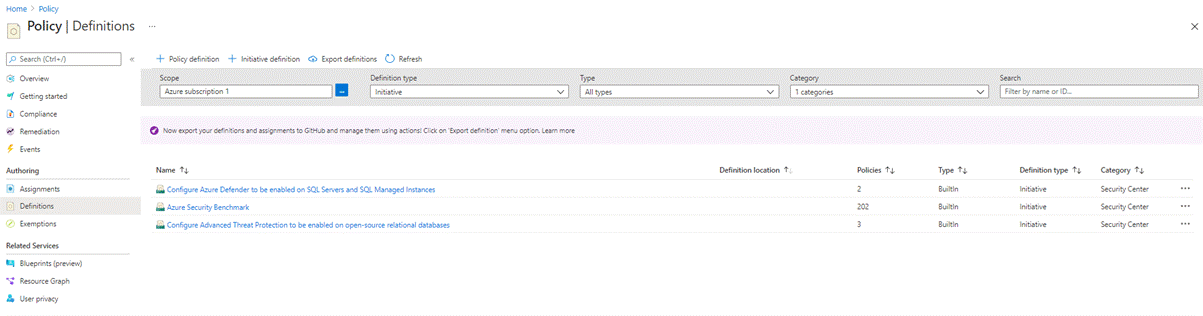 Home > Policy
Policy | Definitions ...
Search (Ctrl+/) «
Overview
Getting started
Compliance
Remediation
Events
Authoring
Assignments
Definitions
Exemptions
Related Services
Blueprints (preview)
Resource Graph
User privacy
+ Policy definition + Initiative definition Export definitions Refresh
Scope Definition type Type Category Search
Azure subscription 1 ... Initiative All types 1 categories Filter by name or ID...
Now export your definitions and assignments to GitHub and manage them using actions! Click on 'Export definition' menu option. Learn more
Name ↑↓ Definition location ↑↓ Policies ↑↓ Type ↑↓ Definition type ↑↓ Category ↑↓
Configure Azure Defender to be enabled on SQL Servers and SQL Managed Instances 2 BuiltIn Initiative Security Center ...
Azure Security Benchmark 202 BuiltIn Initiative Security Center ...
Configure Advanced Threat Protection to be enabled on open-source relational databases 3 BuiltIn Initiative Security Center ...